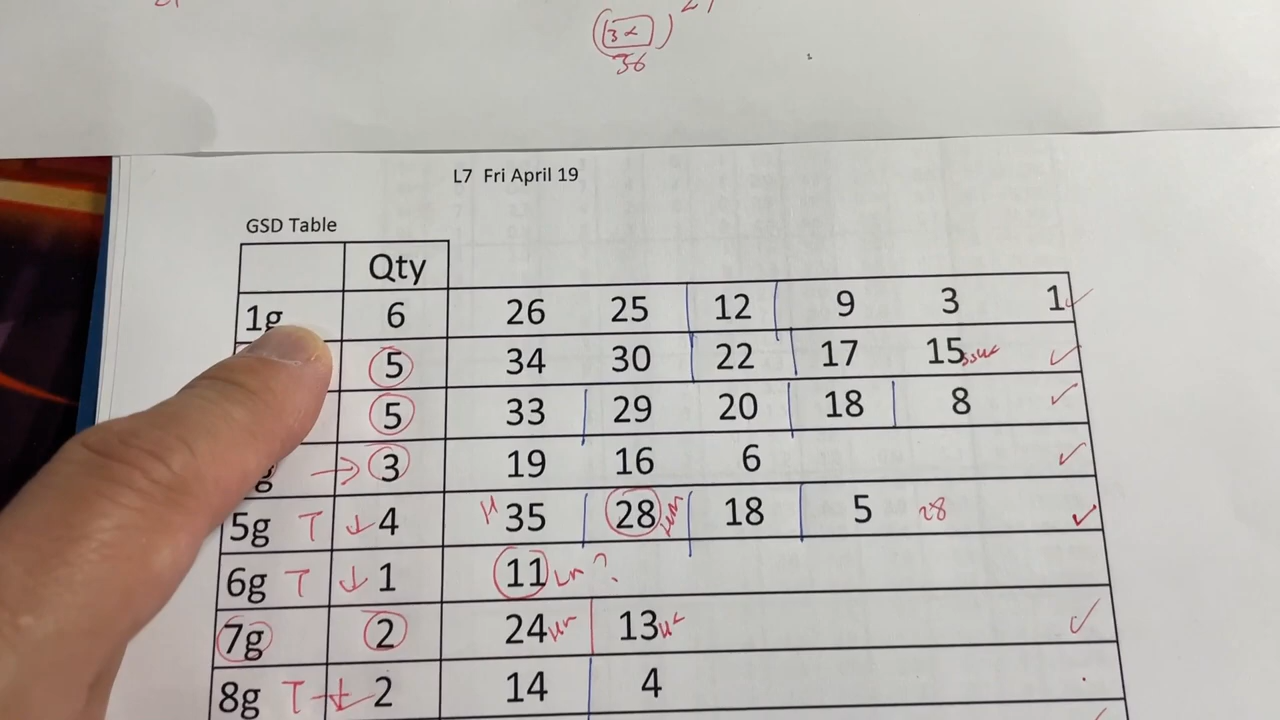 36
L7 Fri April 19
GSD Table
Qty
1g 6 26 25 12 9 3 1
5 34 30 22 17 15
5 33 29 20 18 8
g 3 19 16 6
5g T 4 35 28 18 5 28
6g T 1 11 ?
7g 2 24 13
8g T 2 14 4